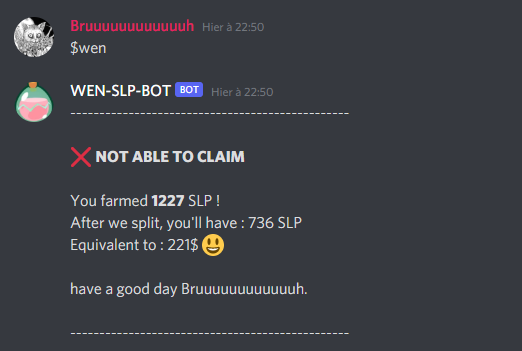 Bruuuuuuuuuuuuh Hier à 22:50
$wen
WEN-SLP-BOT BOT Hier à 22:50
------------------------------------------------
❌ NOT ABLE TO CLAIM
You farmed 1227 SLP !
After we split, you'll have : 736 SLP
Equivalent to : 221$ 😃
have a good day Bruuuuuuuuuuuuh.
------------------------------------------------